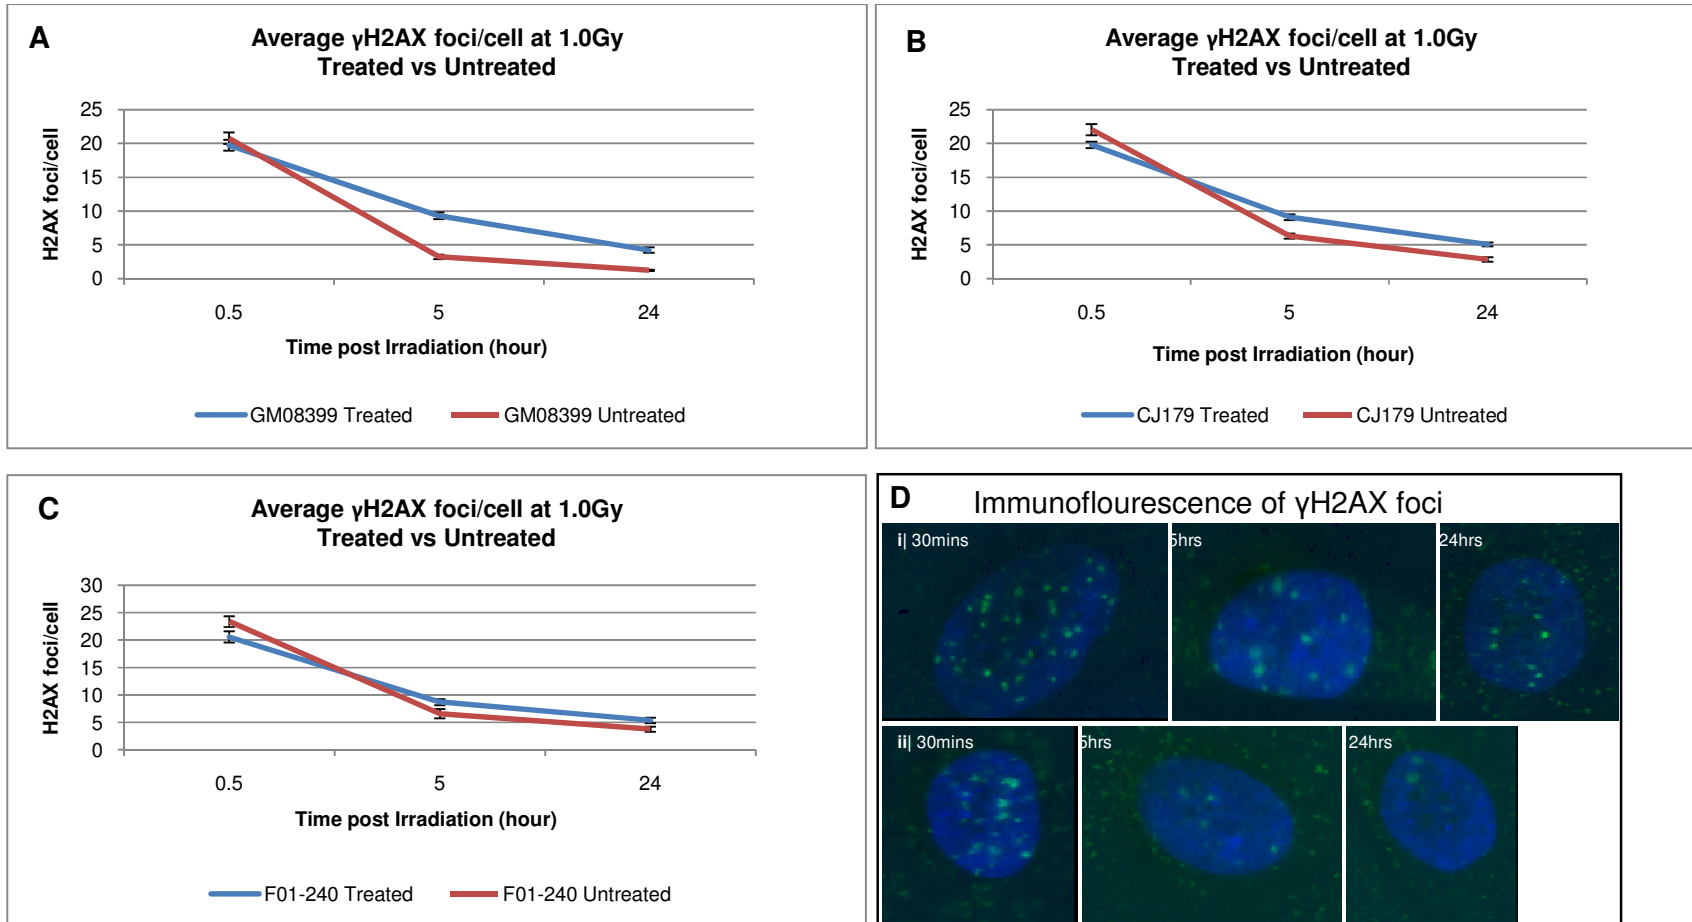 A
Average γH2AX foci/cell at 1.0Gy
Treated vs Untreated
H2AX foci/cell
25
20
15
10
5
0
0.5 5 24
Time post Irradiation (hour)
GM08399 Treated GM08399 Untreated
B
Average γH2AX foci/cell at 1.0Gy
Treated vs Untreated
H2AX foci/cell
25
20
15
10
5
0
0.5 5 24
Time post Irradiation (hour)
CJ179 Treated CJ179 Untreated
C
Average γH2AX foci/cell at 1.0Gy
Treated vs Untreated
H2AX foci/cell
30
25
20
15
10
5
0
0.5 5 24
Time post Irradiation (hour)
F01-240 Treated F01-240 Untreated
D
Immunoflourescence of γH2AX foci
i| 30mins 5hrs 24hrs
ii| 30mins 5hrs 24hrs